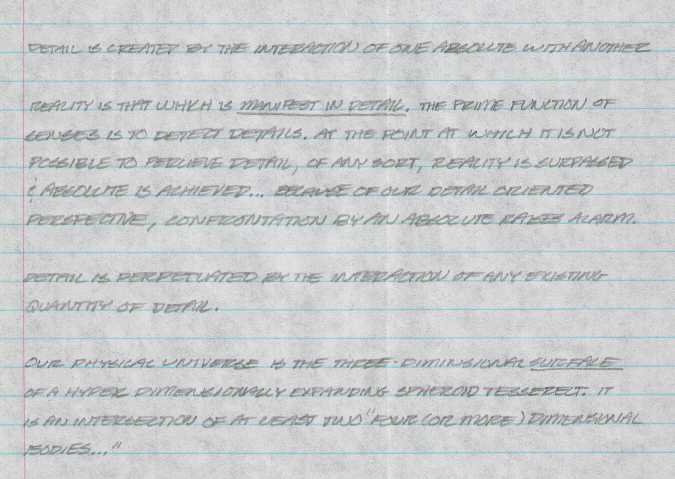 DETAIL IS CREATED BY THE INTERACTION OF ONE ABSOLUTE WITH ANOTHER
REALITY IS THAT WHICH IS MANIFEST IN DETAIL. THE PRIME FUNCTION OF
SENSES IS TO DETECT DETAILS. AT THE POINT AT WHICH IT IS NOT
POSSIBLE TO PERCIEVE DETAIL, OF ANY SORT, REALITY IS SURPASSED
& ABSOLUTE IS ACHIEVED... BECAUSE OF OUR DETAIL ORIENTED
PERSPECTIVE, CONFRONTATION BY AN ABSOLUTE RAISES ALARM.
DETAIL IS PERPETUATED BY THE INTERACTION OF ANY EXISTING
QUANTITY OF DETAIL.
OUR PHYSICAL UNIVERSE IS THE THREE-DIMINSIONAL SURFACE
OF A HYPER DIMINSIONALLY EXPANDING SPHEROID TESSERECT. IT
IS AN INTERSECTION OF AT LEAST TWO "FOUR (OR MORE) DIMINSIONAL
BODIES..."